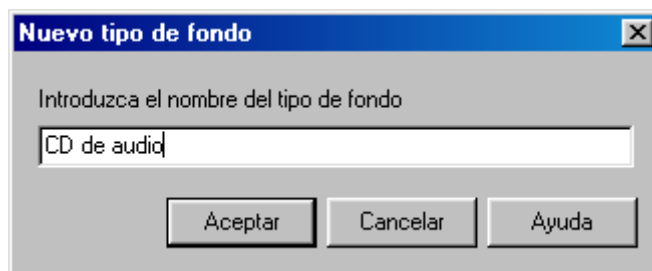 Nuevo tipo de fondo
Introduzca el nombre del tipo de fondo
CD de audio
Aceptar Cancelar Ayuda